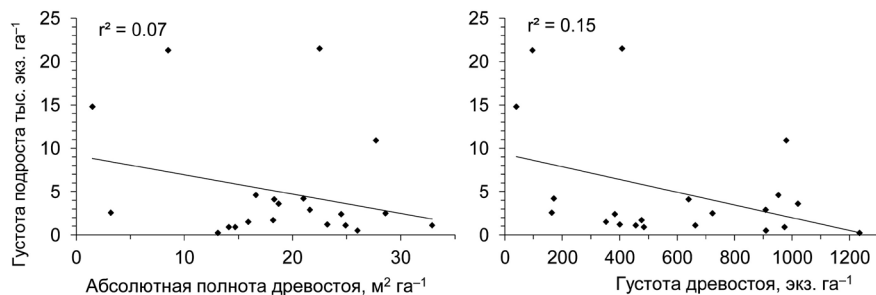 Густота подроста тыс. экз. га⁻¹
25
20
15
10
5
0
r² = 0.07
0 10 20 30
Абсолютная полнота древостоя, м² га⁻¹
25
20
15
10
5
0
r² = 0.15
0 200 400 600 800 1000 1200
Густота древостоя, экз. га⁻¹